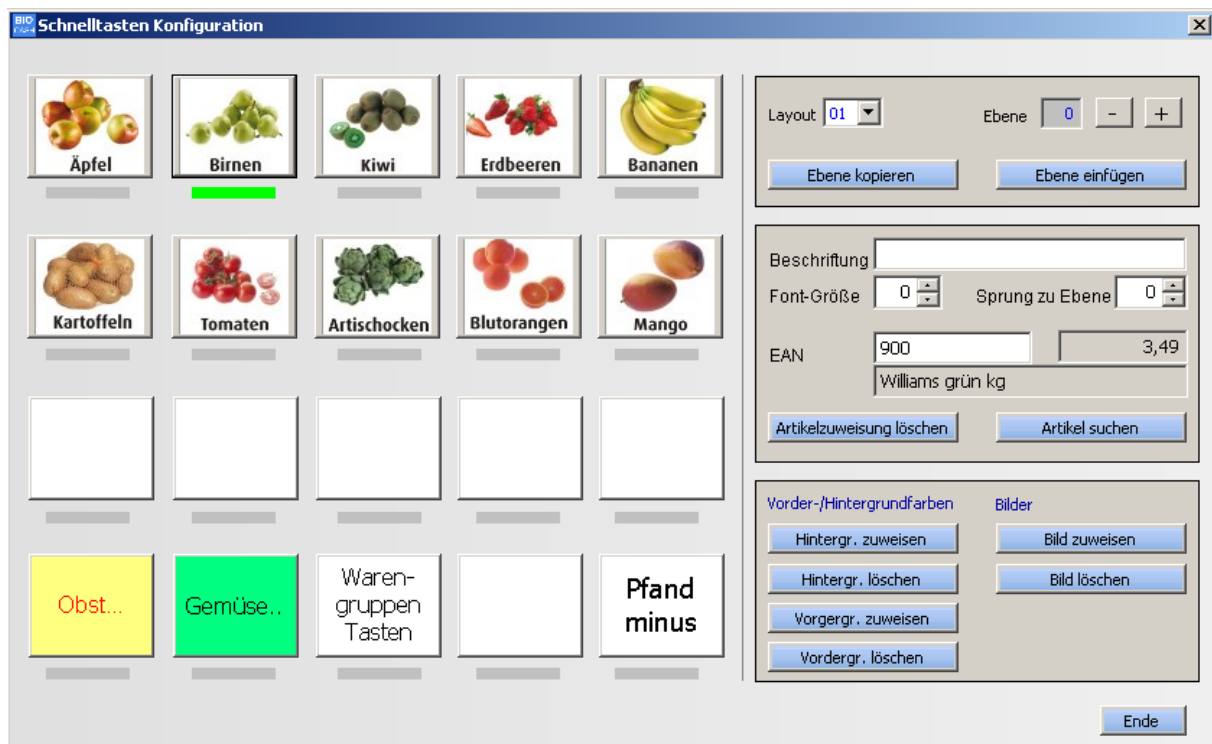 BIO
Schnelltasten Konfiguration
Äpfel
Birnen
Kiwi
Erdbeeren
Bananen
Kartoffeln
Tomaten
Artischocken
Blutorangen
Mango
Obst...
Gemüse..
Waren-
gruppen
Tasten
Pfand
minus
Layout 01 Ebene 0 - +
Ebene kopieren Ebene einfügen
Beschriftung
Font-Größe 0 Sprung zu Ebene 0
EAN 900 3,49
Williams grün kg
Artikelzuweisung löschen Artikel suchen
Vorder-/Hintergrundfarben Bilder
Hintergr. zuweisen Bild zuweisen
Hintergr. löschen Bild löschen
Vorgergr. zuweisen
Vordergr. löschen
Ende